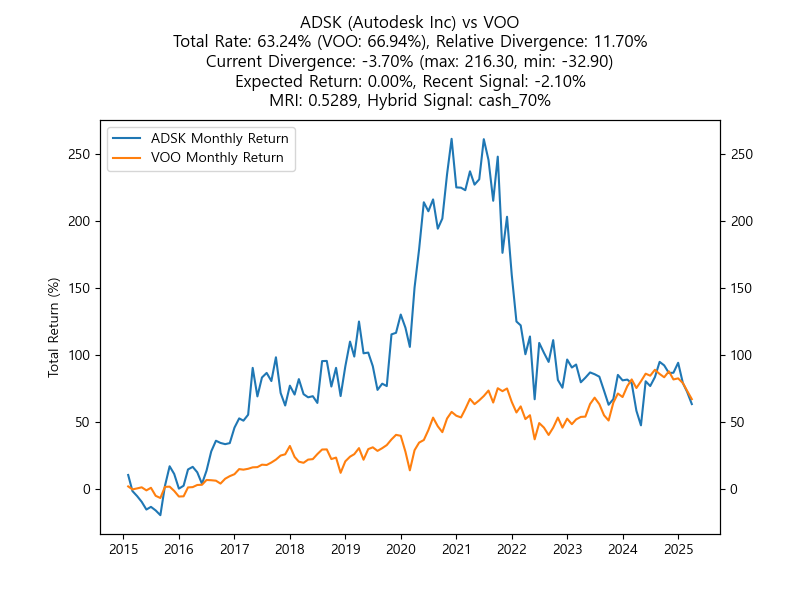 ADSK (Autodesk Inc) vs VOO
Total Rate: 63.24% (VOO: 66.94%), Relative Divergence: 11.70%
Current Divergence: -3.70% (max: 216.30, min: -32.90)
Expected Return: 0.00%, Recent Signal: -2.10%
MRI: 0.5289, Hybrid Signal: cash_70%
ADSK Monthly Return
VOO Monthly Return
Total Return (%)
250
200
150
100
50
0
250
200
150
100
50
0
2015 2016 2017 2018 2019 2020 2021 2022 2023 2024 2025